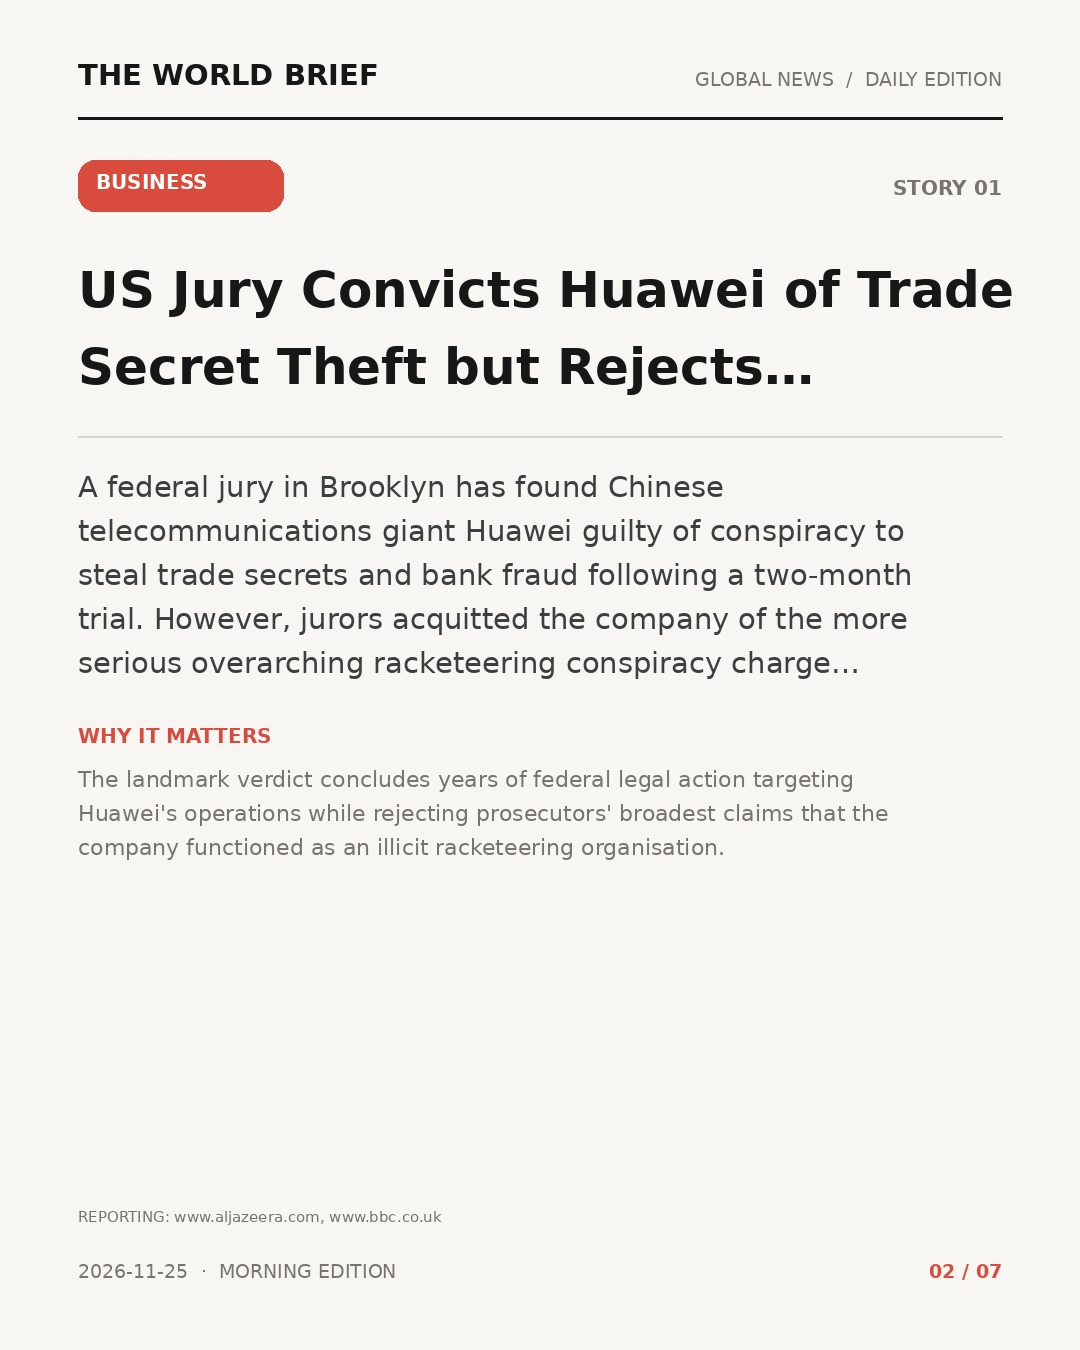 THE WORLD BRIEF
GLOBAL NEWS / DAILY EDITION
BUSINESS
STORY 01
US Jury Convicts Huawei of Trade
Secret Theft but Rejects…
A federal jury in Brooklyn has found Chinese
telecommunications giant Huawei guilty of conspiracy to
steal trade secrets and bank fraud following a two-month
trial. However, jurors acquitted the company of the more
serious overarching racketeering conspiracy charge…
WHY IT MATTERS
The landmark verdict concludes years of federal legal action targeting
Huawei's operations while rejecting prosecutors' broadest claims that the
company functioned as an illicit racketeering organisation.
REPORTING: www.aljazeera.com, www.bbc.co.uk
2026-11-25 · MORNING EDITION
02 / 07